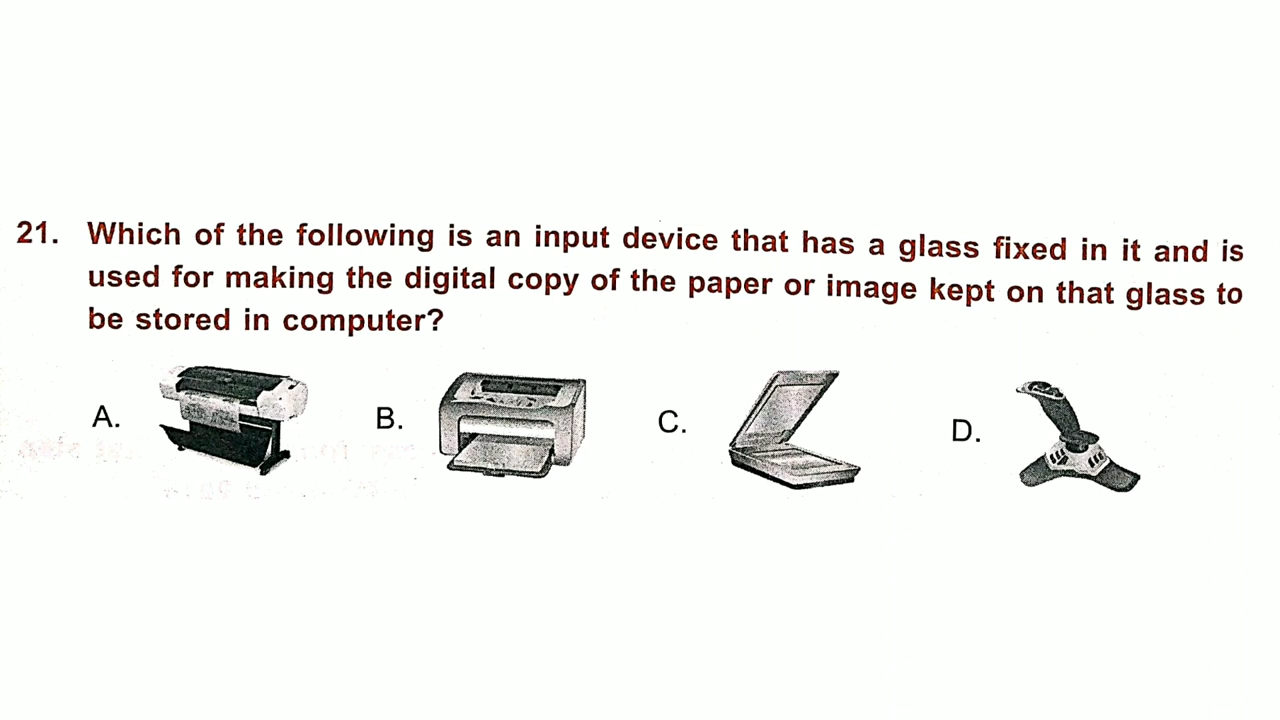 21. Which of the following is an input device that has a glass fixed in it and is
used for making the digital copy of the paper or image kept on that glass to
be stored in computer?
A. B. C. D.